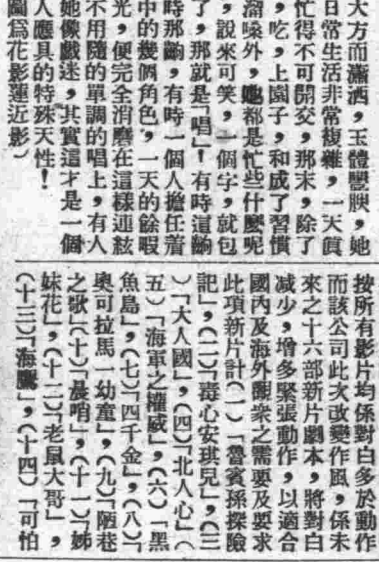 大方而瀟洒，玉體豐腴，她
日常生活非常複雜，一天眞
忙得不可開交，那末，除了
，吃，上園子，和成了習慣
溜嗓外，她都是忙些什麼呢
，說來可笑，一個字，就包
了，那就是「唱」！有時這齣
時那齣，有時一個人擔任着
中的幾個角色，一天的餘暇
光，便完全消磨在這樣連絃
不用隨的單調的唱上，有人
她像戲迷，其實這才是一個
人應具的特殊天性！
圖爲花影蓮近影）
按所有影片均係對白多於動作
而該公司此次改變作風，係未
來之十六部新片劇本，將對白
减少，增多緊張動作，以適合
國內及海外觀衆之需要及要求
此項新片計（一）「魯賓孫探險
記」，（二）「毒心安琪兒」，（三
）「大人國」，（四）「北人心」（
五）「海軍之權威」，（六）「黑
魚島」，（七）「四千金」，（八）「
奧可拉馬一幼童」，（九）「陋巷
之歌」（十）「晨哨」，（十一）「姊
妹花」，（十二）「老鼠大哥」，
（十三）「海鷹」，（十四）「可怕